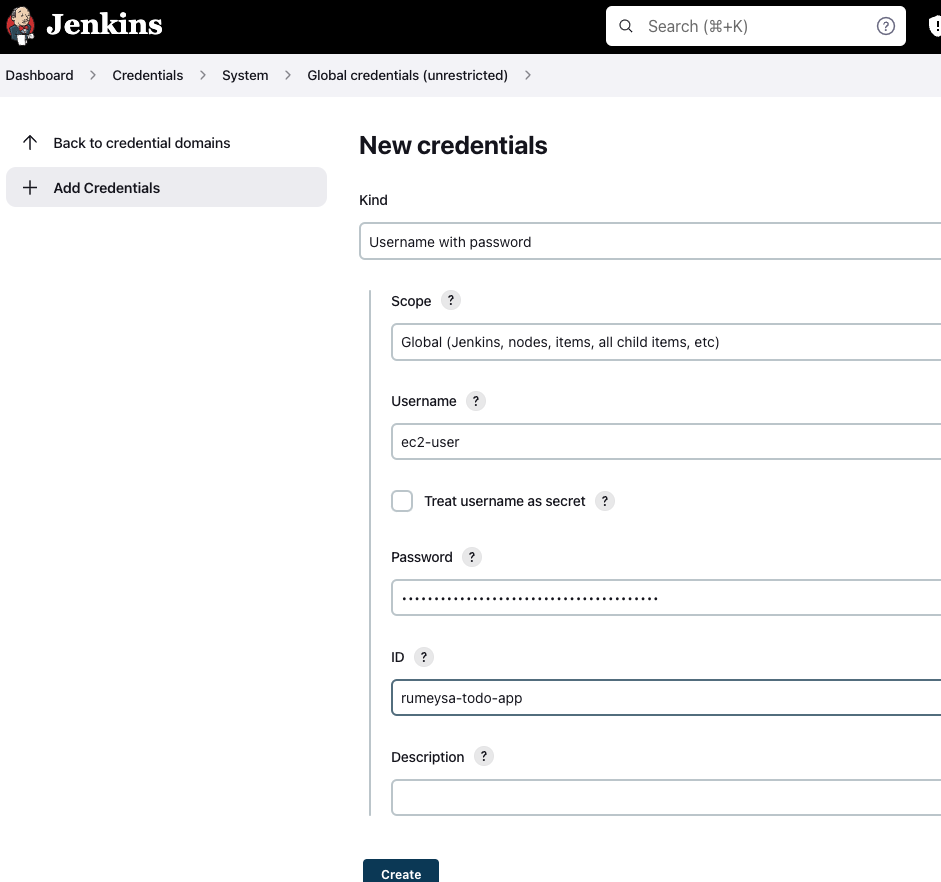 Jenkins
Search (⌘+K)
Dashboard > Credentials > System > Global credentials (unrestricted) >
Back to credential domains
Add Credentials
New credentials
Kind
Username with password
Scope ?
Global (Jenkins, nodes, items, all child items, etc)
Username ?
ec2-user
Treat username as secret ?
Password ?
••••••••••••••••••••••••••••••••••••••••
ID ?
rumeysa-todo-app
Description ?
Create